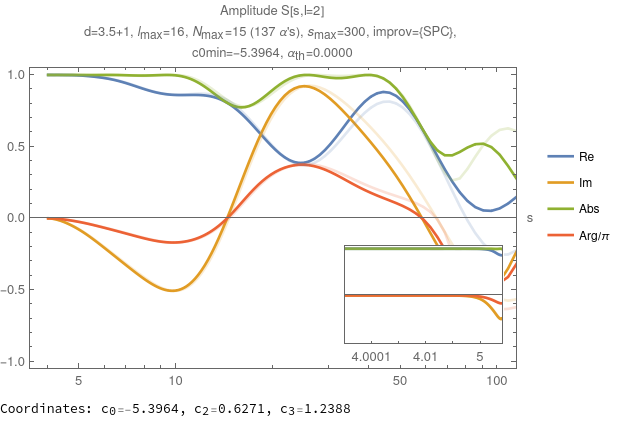 Amplitude S[s,l=2]
d=3.5+1, lmax=16, Nmax=15 (137 α's), smax=300, improv={SPC},
c0min=−5.3964, αth=0.0000
1.0
0.5
0.0
−0.5
−1.0
s
5
10
50
100
4.0001
4.01
5
Re
Im
Abs
Arg/π
Coordinates: c0=−5.3964, c2=0.6271, c3=1.2388